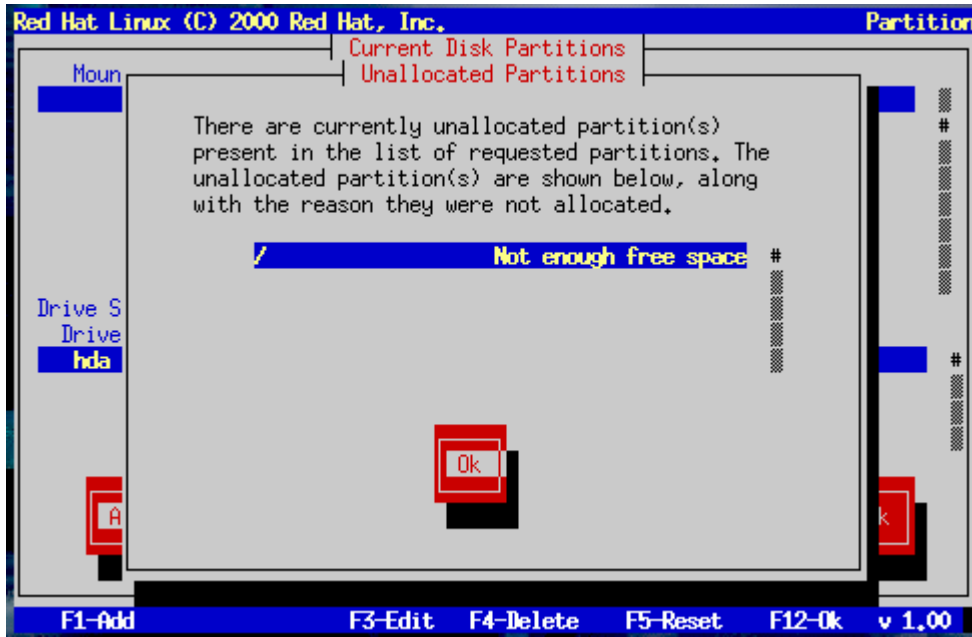 Red Hat Linux (C) 2000 Red Hat, Inc. Partition
Current Disk Partitions
Moun
Unallocated Partitions
There are currently unallocated partition(s)
present in the list of requested partitions. The
unallocated partition(s) are shown below, along
with the reason they were not allocated.
/ Not enough free space #
#
Drive S
Drive
hda #
Ok
A k
F1-Add F3-Edit F4-Delete F5-Reset F12-Ok v 1.00